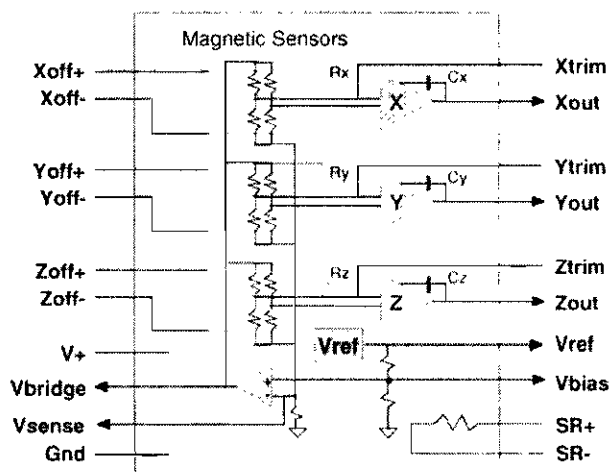 Magnetic Sensors
Xoff+
Xoff-
Rx
Cx
X
Xtrim
Xout
Yoff+
Yoff-
Ry
Cy
Y
Ytrim
Yout
Zoff+
Zoff-
Rz
Cz
Z
Ztrim
Zout
V+
Vref
Vref
Vbridge
+
-
Vbias
Vsense
SR+
Gnd
SR-